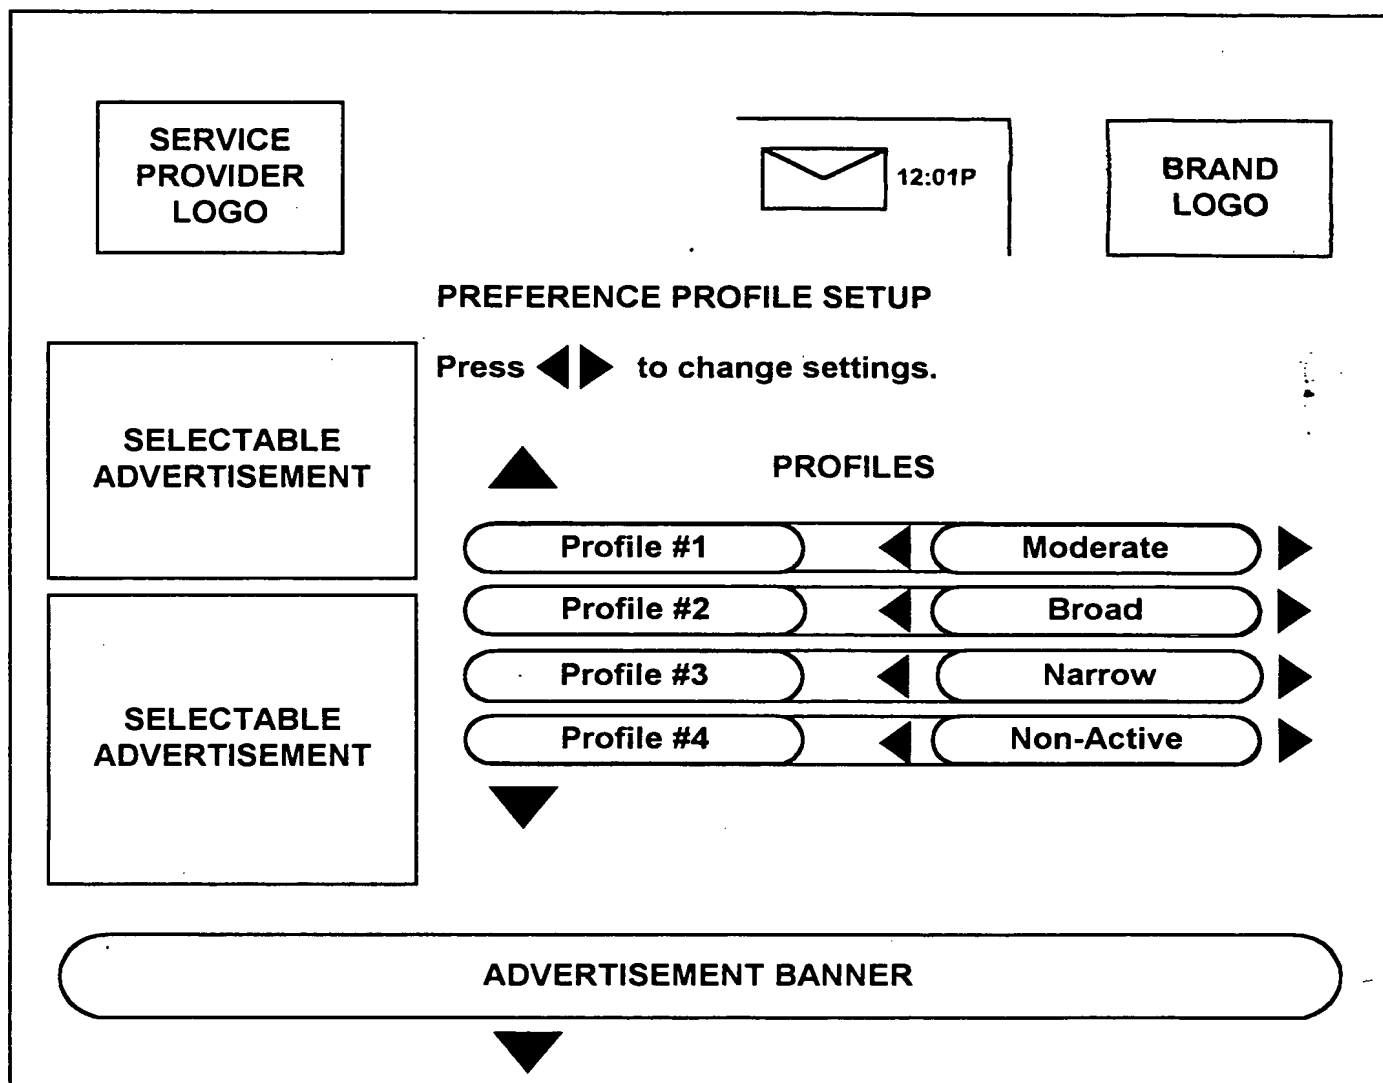 SERVICE
PROVIDER
LOGO
12:01P
BRAND
LOGO
PREFERENCE PROFILE SETUP
Press ◀▶ to change settings.
SELECTABLE
ADVERTISEMENT
PROFILES
Profile #1 Moderate
Profile #2 Broad
Profile #3 Narrow
Profile #4 Non-Active
SELECTABLE
ADVERTISEMENT
ADVERTISEMENT BANNER